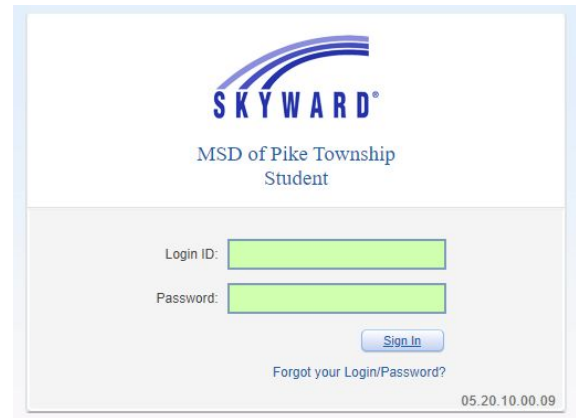 SKYWARD®
MSD of Pike Township
Student
Login ID:
Password:
Sign In
Forgot your Login/Password?
05.20.10.00.09